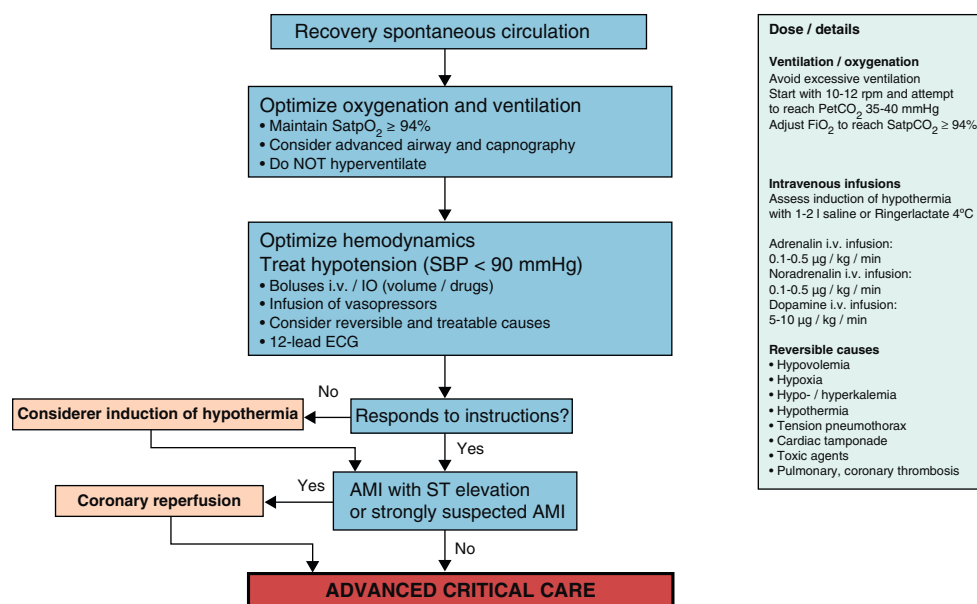 Recovery spontaneous circulation
Optimize oxygenation and ventilation
• Maintain SatpO₂ ≥ 94%
• Consider advanced airway and capnography
• Do NOT hyperventilate
Optimize hemodynamics
Treat hypotension (SBP < 90 mmHg)
• Boluses i.v. / IO (volume / drugs)
• Infusion of vasopressors
• Consider reversible and treatable causes
• 12-lead ECG
No
Considerer induction of hypothermia
Responds to instructions?
Yes
Yes
AMI with ST elevation
or strongly suspected AMI
Coronary reperfusion
No
ADVANCED CRITICAL CARE
Dose / details
Ventilation / oxygenation
Avoid excessive ventilation
Start with 10-12 rpm and attempt
to reach PetCO₂ 35-40 mmHg
Adjust FiO₂ to reach SatpCO₂ ≥ 94%
Intravenous infusions
Assess induction of hypothermia
with 1-2 l saline or Ringerlactate 4ºC
Adrenalin i.v. infusion:
0.1-0.5 µg / kg / min
Noradrenalin i.v. infusion:
0.1-0.5 µg / kg / min
Dopamine i.v. infusion:
5-10 µg / kg / min
Reversible causes
• Hypovolemia
• Hypoxia
• Hypo- / hyperkalemia
• Hypothermia
• Tension pneumothorax
• Cardiac tamponade
• Toxic agents
• Pulmonary, coronary thrombosis